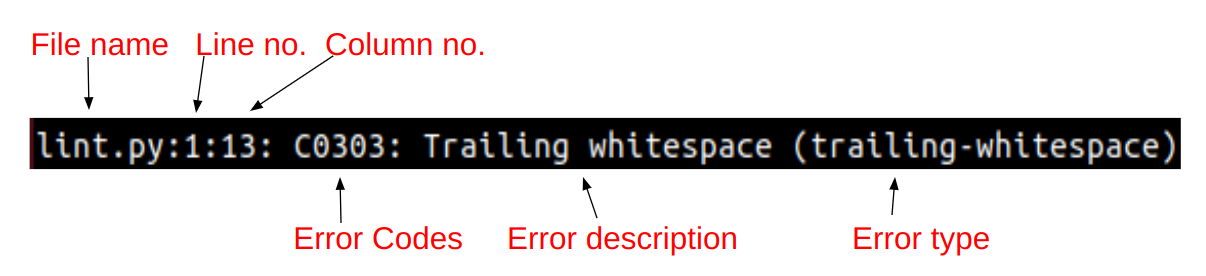 File name Line no. Column no.
lint.py:1:13: C0303: Trailing whitespace (trailing-whitespace)
Error Codes Error description Error type